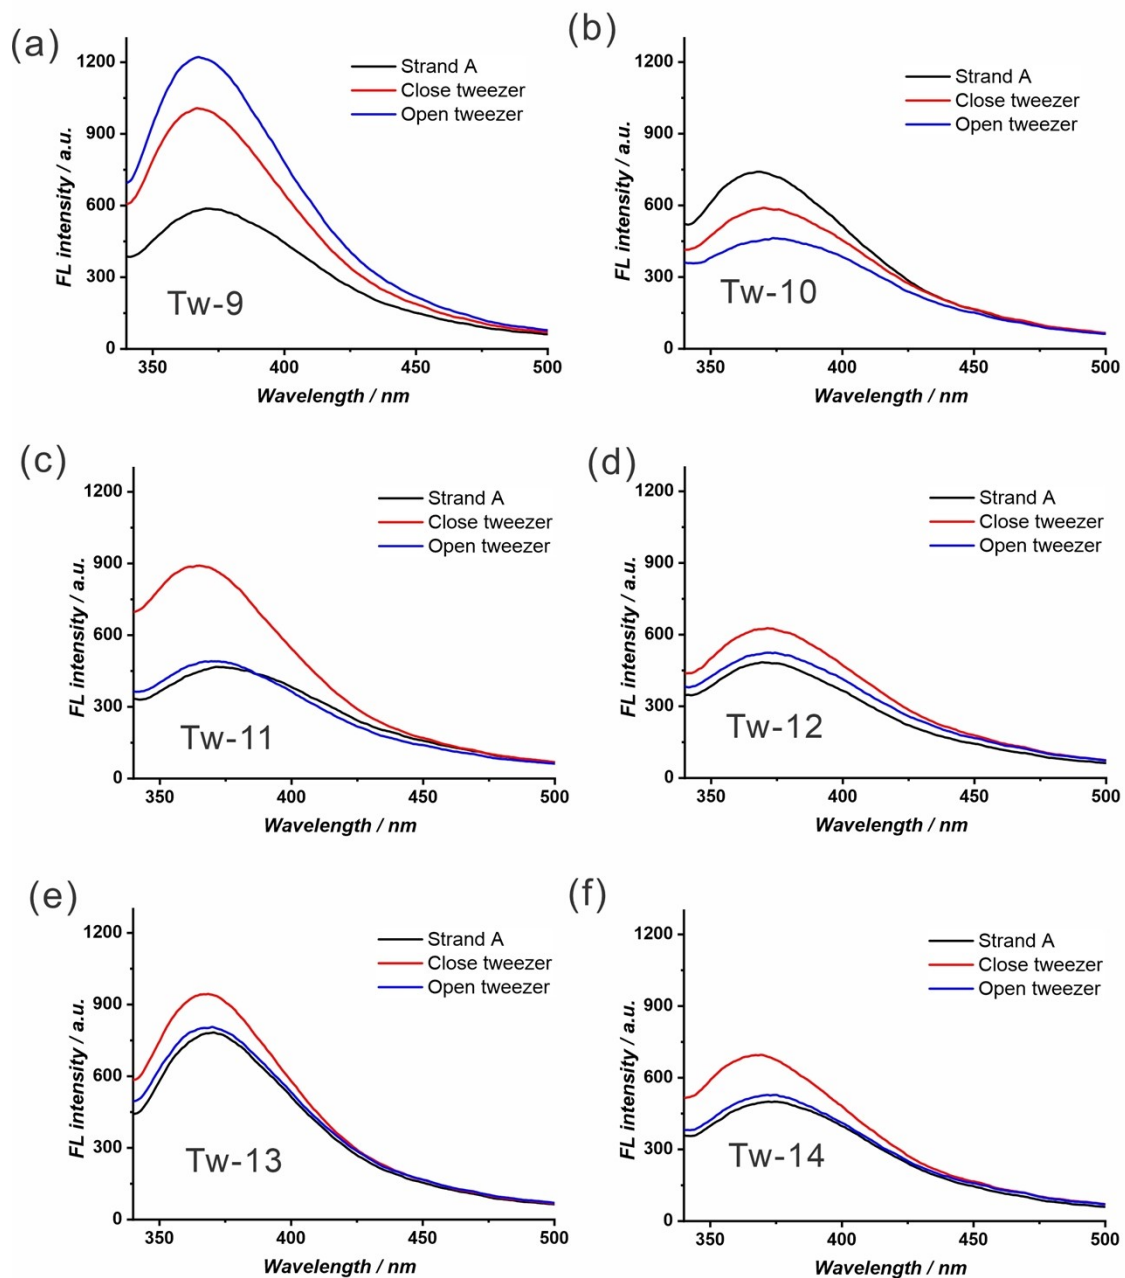 (a)
1200
900
600
300
0
FL intensity / a.u.
Strand A
Close tweezer
Open tweezer
Tw-9
350 400 450 500
Wavelength / nm
(b)
1200
900
600
300
0
FL intensity / a.u.
Strand A
Close tweezer
Open tweezer
Tw-10
350 400 450 500
Wavelength / nm
(c)
1200
900
600
300
0
FL intensity / a.u.
Strand A
Close tweezer
Open tweezer
Tw-11
350 400 450 500
Wavelength / nm
(d)
1200
900
600
300
0
FL intensity / a.u.
Strand A
Close tweezer
Open tweezer
Tw-12
350 400 450 500
Wavelength / nm
(e)
1200
900
600
300
0
FL intensity / a.u.
Strand A
Close tweezer
Open tweezer
Tw-13
350 400 450 500
Wavelength / nm
(f)
1200
900
600
300
0
FL intensity / a.u.
Strand A
Close tweezer
Open tweezer
Tw-14
350 400 450 500
Wavelength / nm